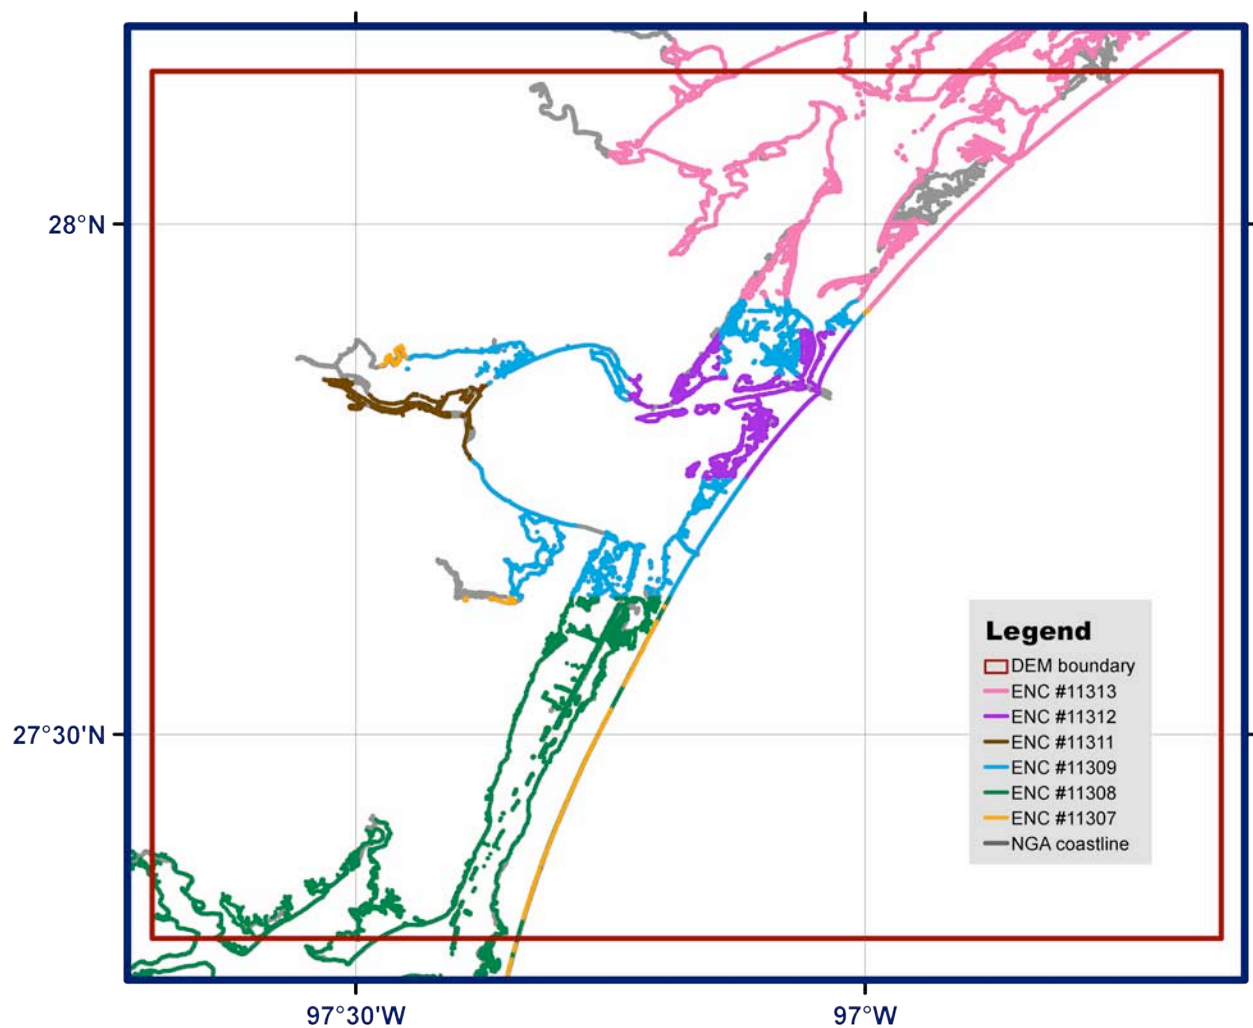 28°N
27°30'N
97°30'W
97°W
Legend
DEM boundary
ENC #11313
ENC #11312
ENC #11311
ENC #11309
ENC #11308
ENC #11307
NGA coastline